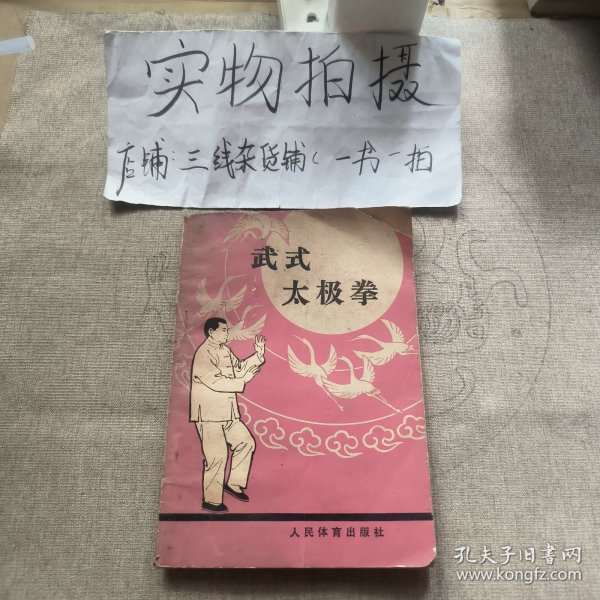 实物拍摄
店铺：三线杂货铺（一书一拍
武式
太极拳
人民体育出版社
孔夫子旧书网
www.kongfz.com